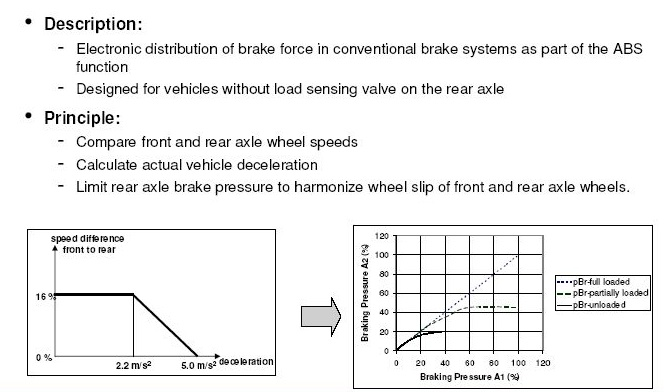 • Description:
- Electronic distribution of brake force in conventional brake systems as part of the ABS
function
- Designed for vehicles without load sensing valve on the rear axle
• Principle:
- Compare front and rear axle wheel speeds
- Calculate actual vehicle deceleration
- Limit rear axle brake pressure to harmonize wheel slip of front and rear axle wheels.
speed difference
front to rear
16 %
0 %
2.2 m/s²
5.0 m/s²
deceleration
Braking Pressure A2 (%)
120
100
80
60
40
20
0
0 20 40 60 80 100 120
Braking Pressure A1 (%)
pBr-full loaded
pBr-partially loaded
pBr-unloaded